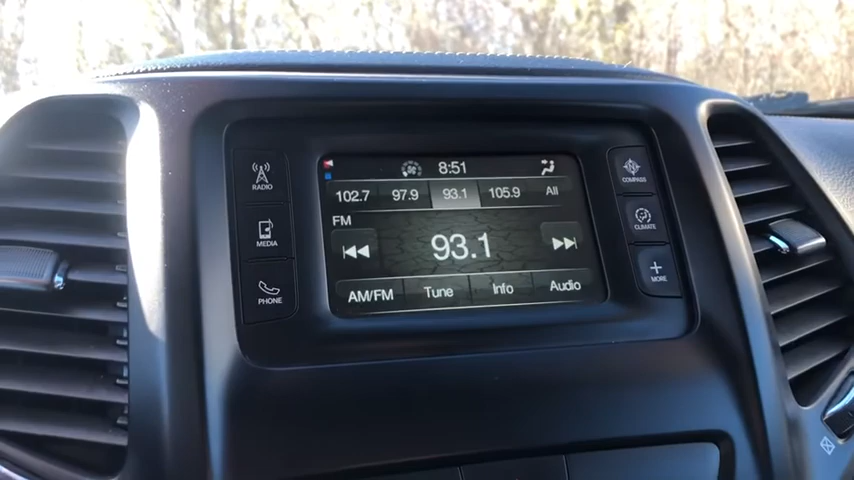 8:51
102.7 97.9 93.1 105.9 All
FM
93.1
AM/FM Tune Info Audio
RADIO
MEDIA
PHONE
N
COMPASS
CLIMATE
+
MORE